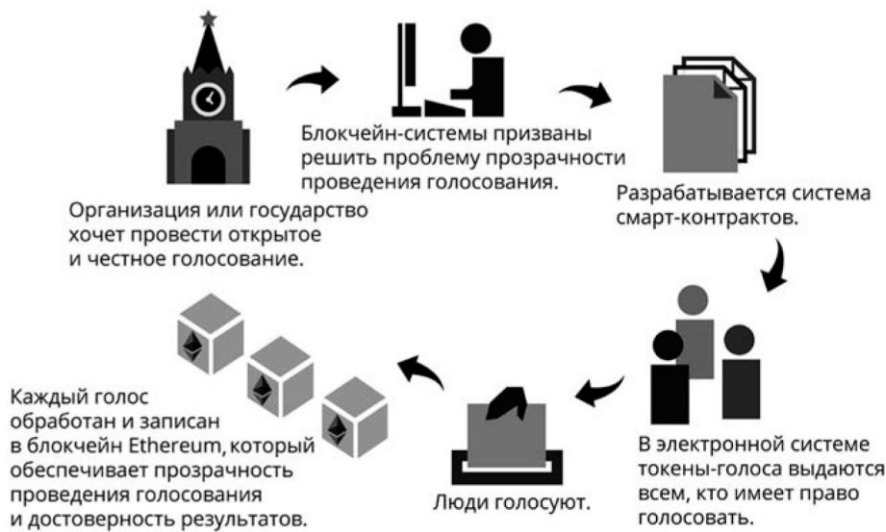 Организация или государство
хочет провести открытое
и честное голосование.
Блокчейн-системы призваны
решить проблему прозрачности
проведения голосования.
Разрабатывается система
смарт-контрактов.
В электронной системе
токены-голоса выдаются
всем, кто имеет право
голосовать.
Люди голосуют.
Каждый голос
обработан и записан
в блокчейн Ethereum, который
обеспечивает прозрачность
проведения голосования
и достоверность результатов.